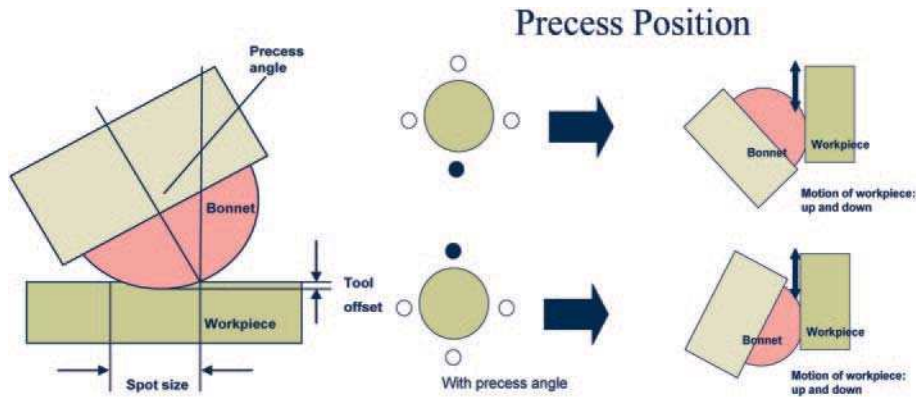 Precess Position
Precess
angle
Bonnet
Tool
offset
Workpiece
Spot size
With precess angle
Bonnet
Workpiece
Motion of workpiece:
up and down
Bonnet
Workpiece
Motion of workpiece:
up and down